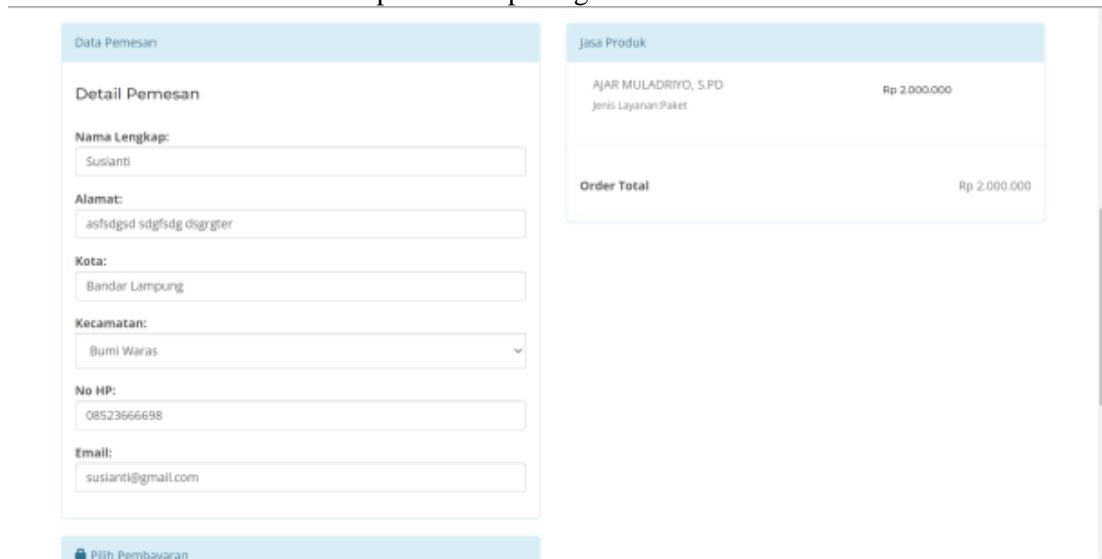 Data Pemesan
Detail Pemesan
Nama Lengkap:
Susianti
Alamat:
asfsdgsd sdgfsdg dsgrgter
Kota:
Bandar Lampung
Kecamatan:
Bumi Waras
No HP:
08523666698
Email:
susianti@gmail.com
Pilih Pembayaran
Jasa Produk
AJAR MULADRIYO, S.PD
Rp 2.000.000
Jenis Layanan:Paket
Order Total
Rp 2.000.000